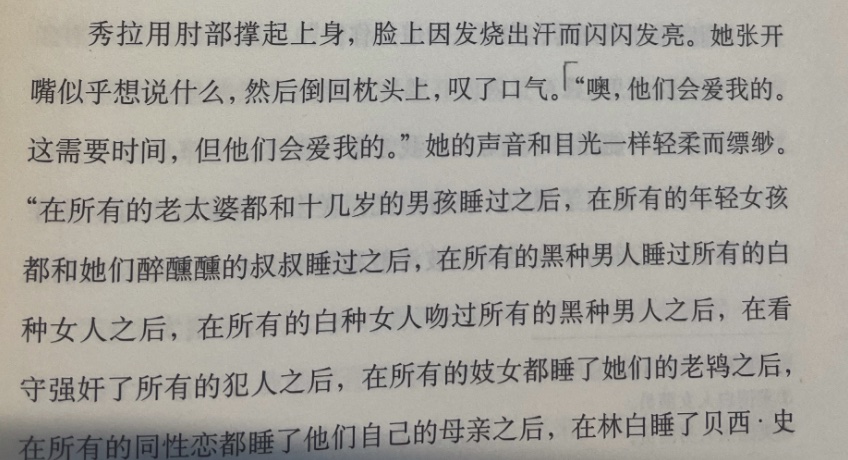 秀拉用肘部撑起上身，脸上因发烧出汗而闪闪发亮。她张开
嘴似乎想说什么，然后倒回枕头上，叹了口气。“噢，他们会爱我的。
这需要时间，但他们会爱我的。”她的声音和目光一样轻柔而缥缈。
“在所有的老太婆都和十几岁的男孩睡过之后，在所有的年轻女孩
都和她们醉醺醺的叔叔睡过之后，在所有的黑种男人睡过所有的白
种女人之后，在所有的白种女人吻过所有的黑种男人之后，在看
守强奸了所有的犯人之后，在所有的妓女都睡了她们的老鸨之后，
在所有的同性恋都睡了他们自己的母亲之后，在林白睡了贝西·史